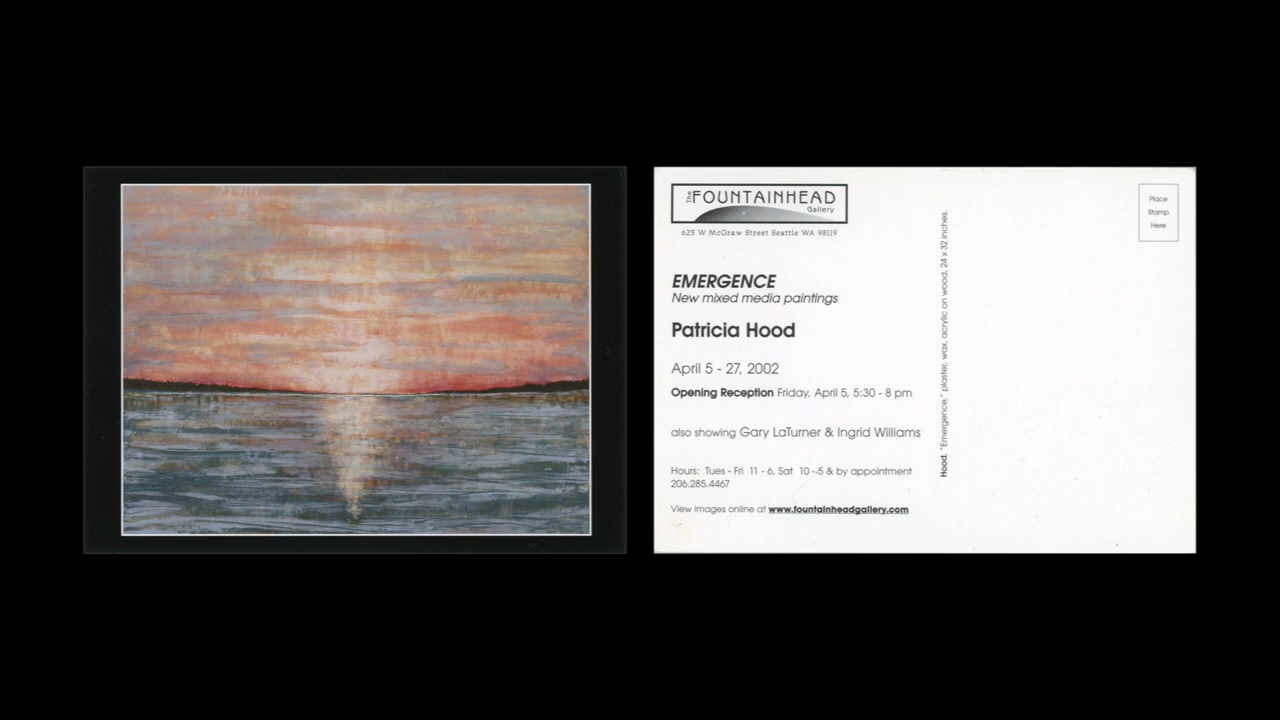 The FOUNTAINHEAD
Gallery
625 W McGraw Street Seattle WA 98119
EMERGENCE
New mixed media paintings
Patricia Hood
April 5 - 27, 2002
Opening Reception Friday, April 5, 5:30 - 8 pm
also showing Gary LaTurner & Ingrid Williams
Hours: Tues - Fri 11 - 6, Sat 10 --5 & by appointment
206.285.4467
View images online at www.fountainheadgallery.com
Hood, "Emergence," plaster, wax, acrylic on wood, 24 x 32 inches.
Place
Stamp
Here